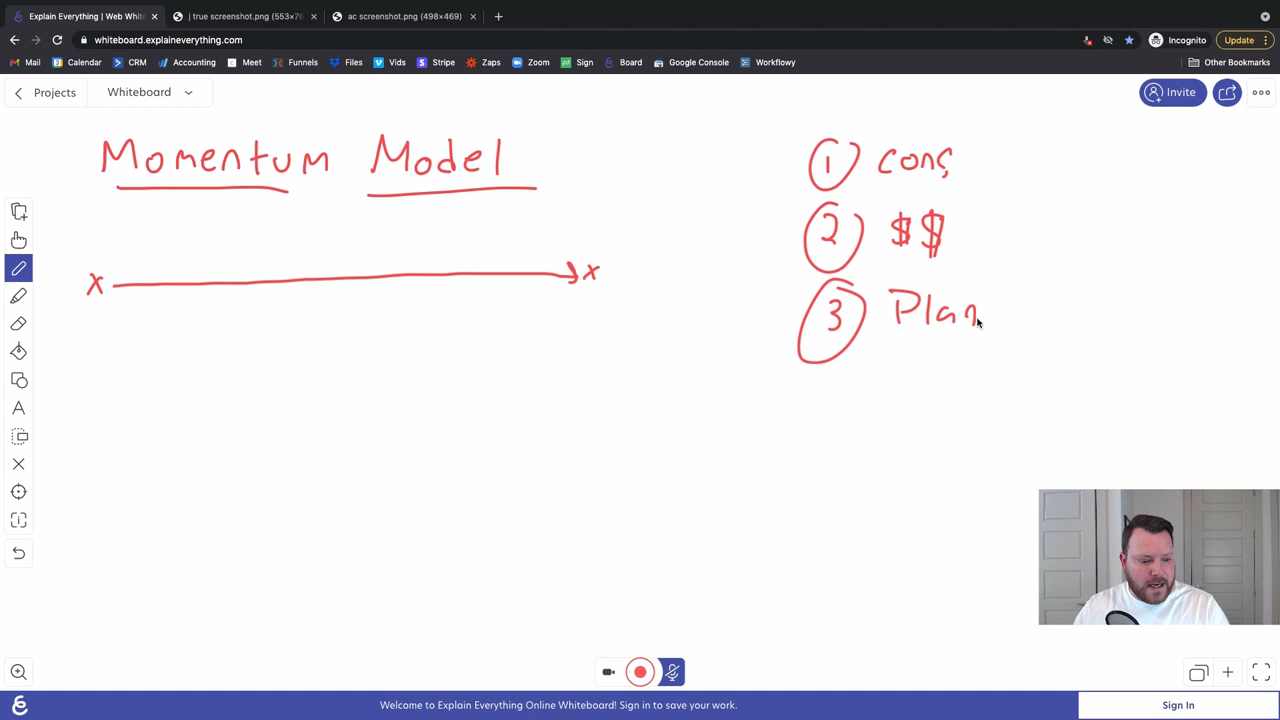 Explain Everything | Web White
j true screenshot.png (553×76
ac screenshot.png (498×469)
whiteboard.explaineverything.com
Incognito
Update
Mail
Calendar
CRM
Accounting
Meet
Funnels
Files
Vids
Stripe
Zaps
Zoom
Sign
Board
Google Console
Workflowy
Other Bookmarks
Projects
Whiteboard
Invite
Momentum Model
x x
1 cons
2 $$
3 Plan
A
Welcome to Explain Everything Online Whiteboard! Sign in to save your work.
Sign In